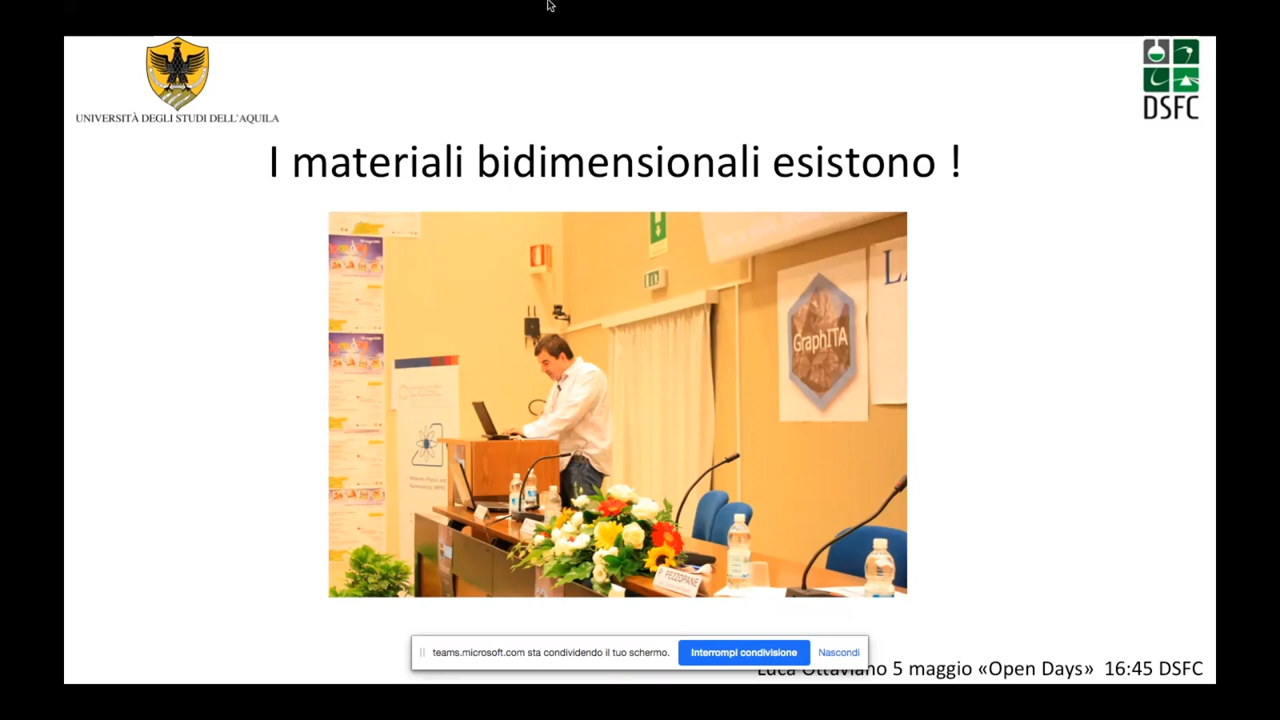 UNIVERSITÀ DEGLI STUDI DELL'AQUILA
DSFC
I materiali bidimensionali esistono !
GraphITA
PEZZOPANE
teams.microsoft.com sta condividendo il tuo schermo.
Interrompi condivisione
Nascondi
Luca Ottaviano 5 maggio «Open Days» 16:45 DSFC